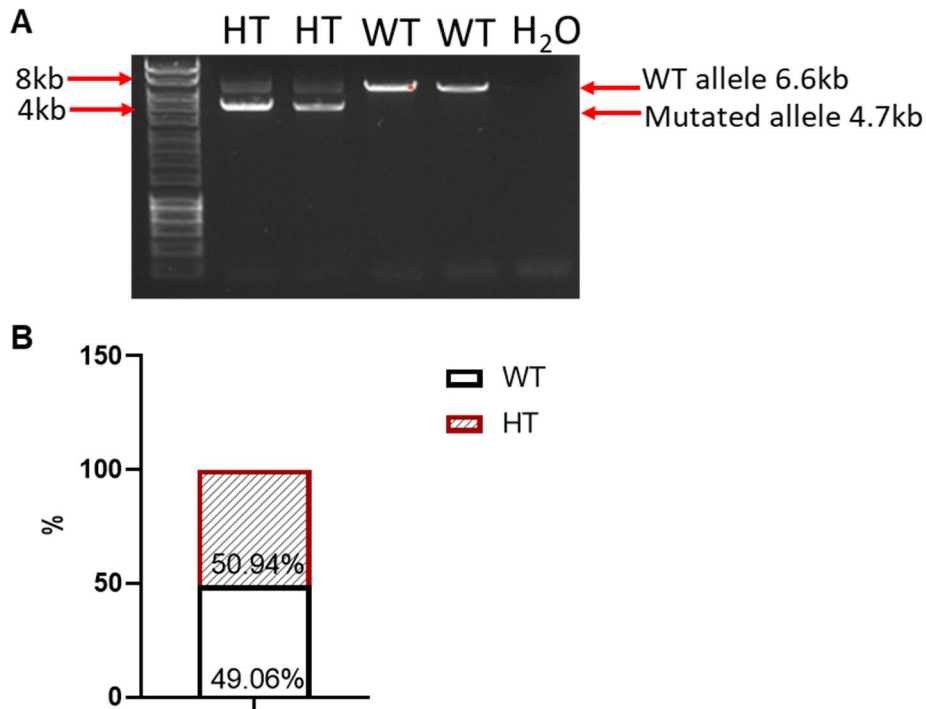 A
HT HT WT WT H₂O
8kb
4kb
WT allele 6.6kb
Mutated allele 4.7kb
B
150
100
50
0
%
50.94%
49.06%
WT
HT